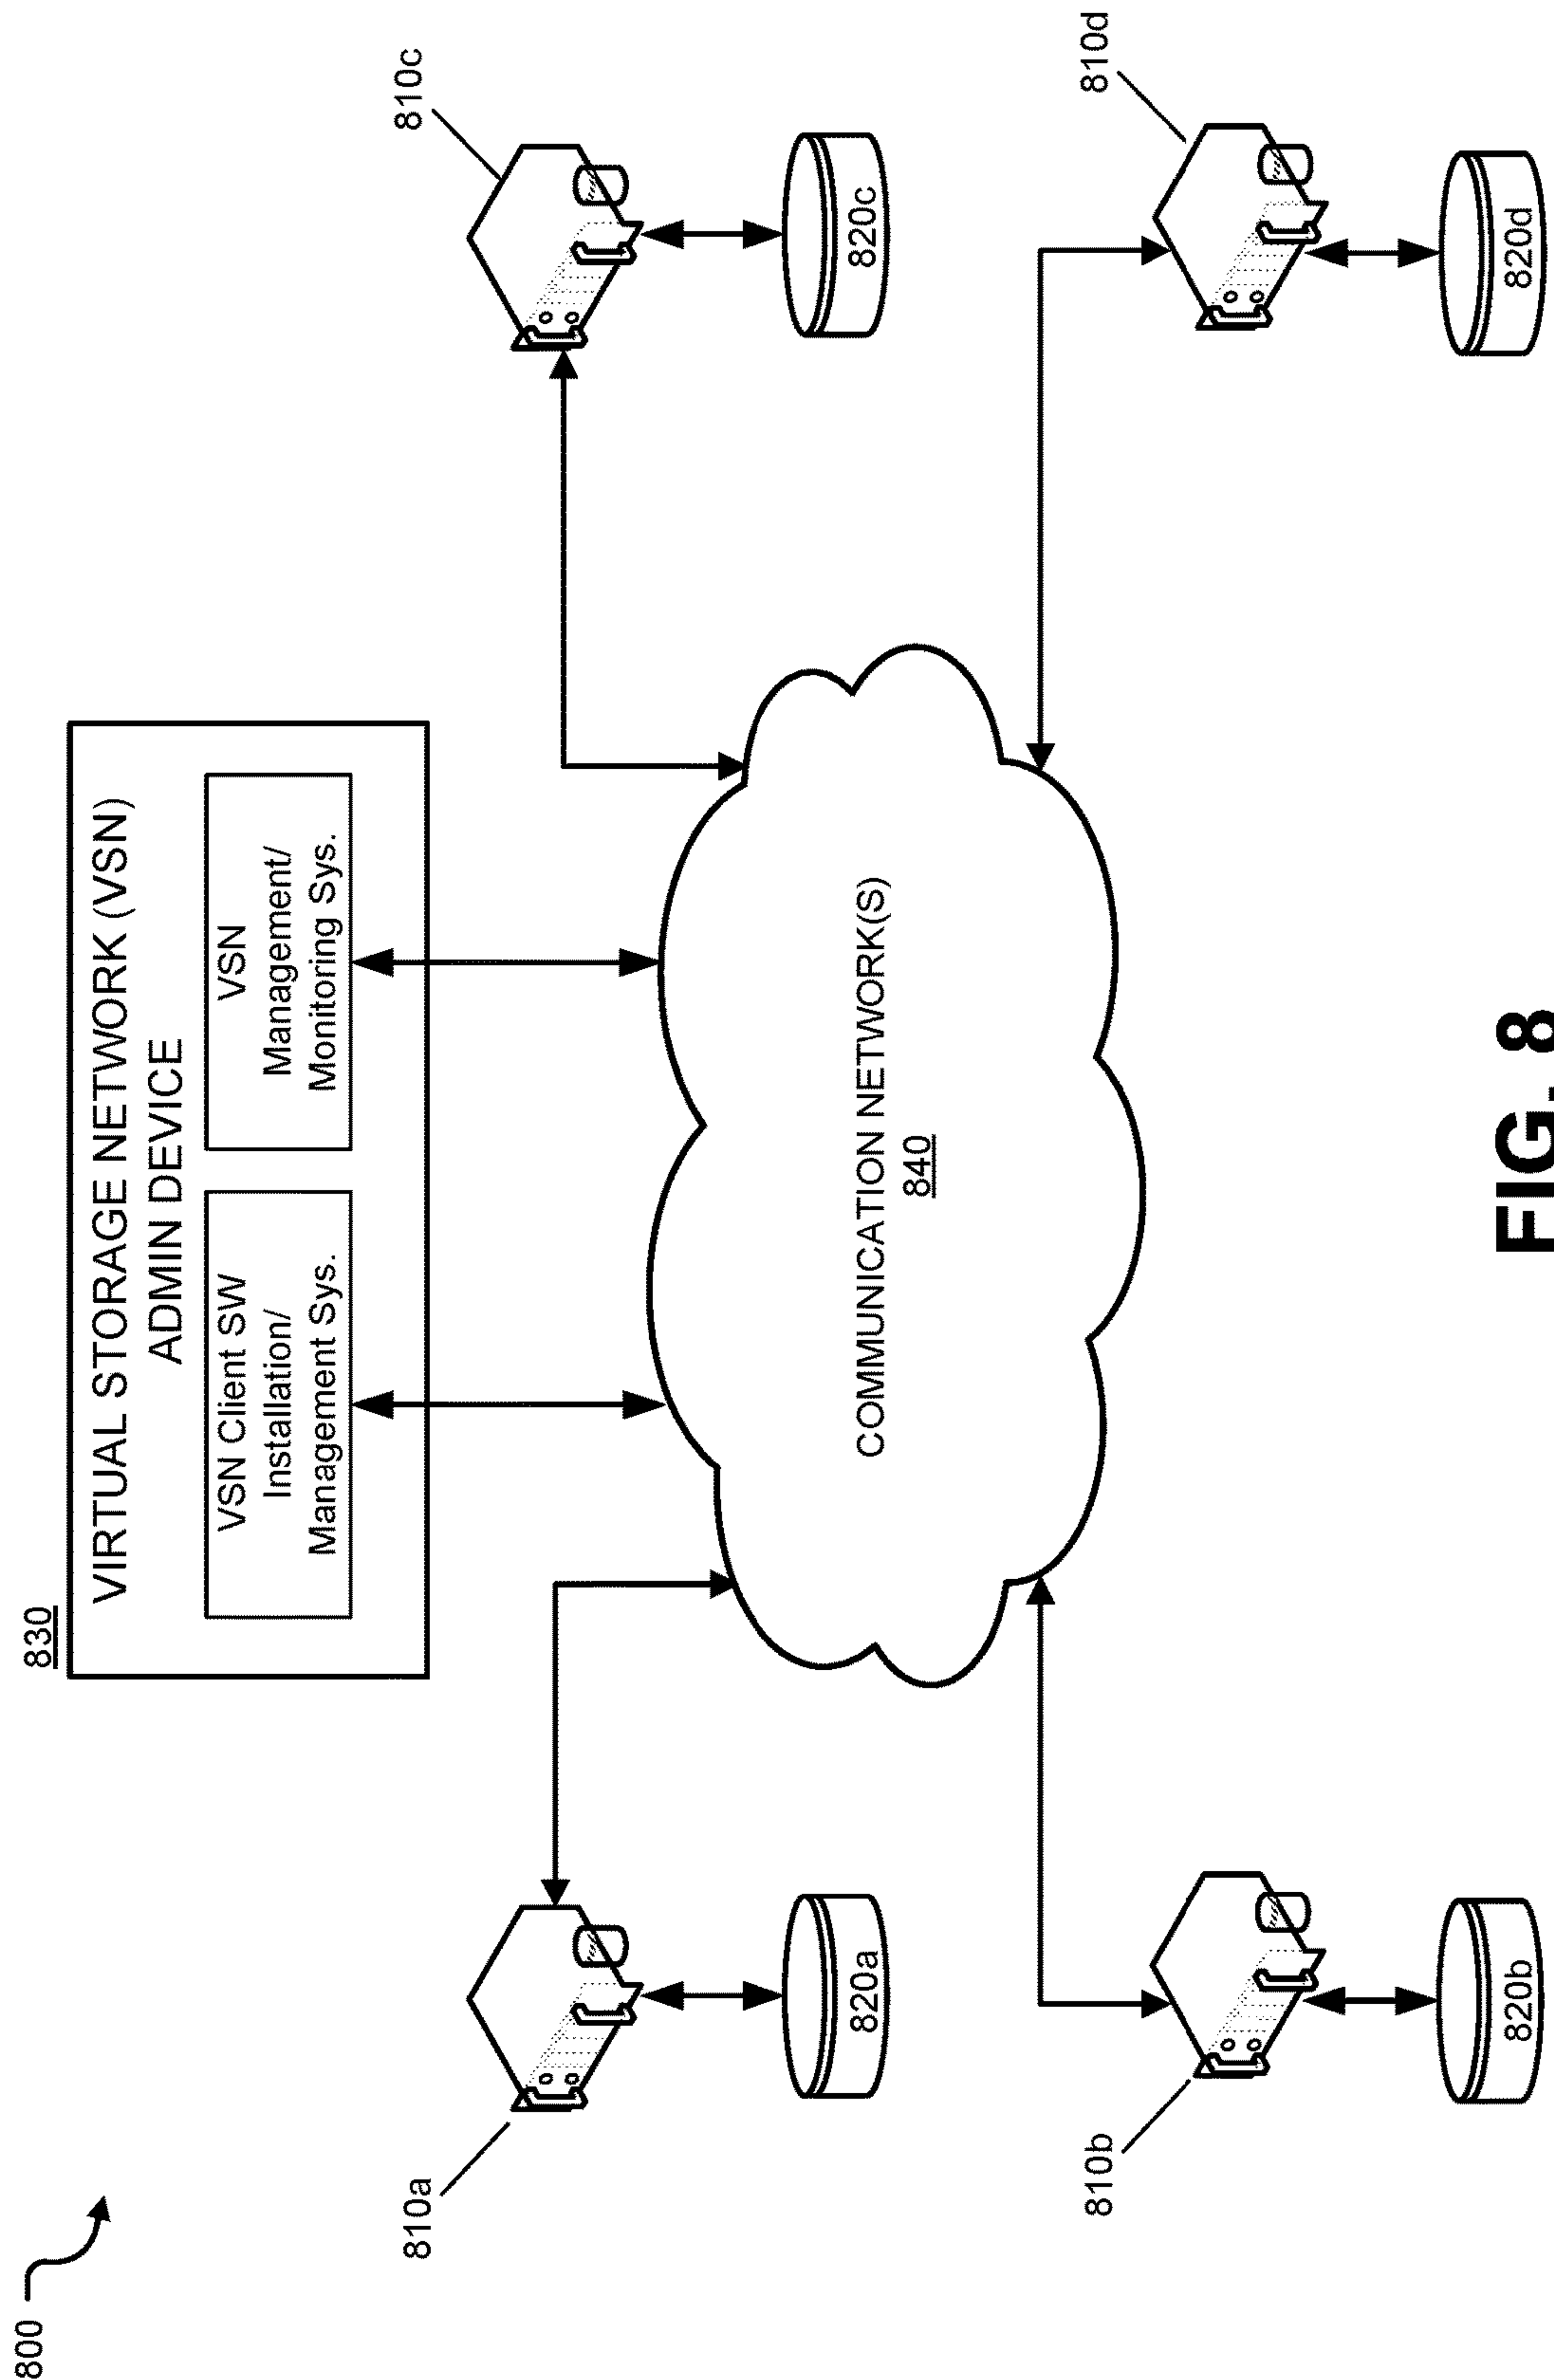 800
830
VIRTUAL STORAGE NETWORK (VSN)
ADMIN DEVICE
VSN Client SW
Installation/
Management Sys.
VSN
Management/
Monitoring Sys.
810a
820a
810c
820c
COMMUNICATION NETWORK(S)
840
810b
820b
810d
820d
FIG. 8